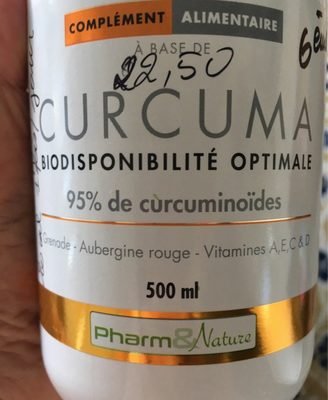 COMPLÉMENT ALIMENTAIRE
À BASE DE
22,50
CURCUMA
BIODISPONIBILITÉ OPTIMALE
95% de curcuminoïdes
Grenade - Aubergine rouge - Vitamines A,E,C & D
500 ml
Pharm&Nature